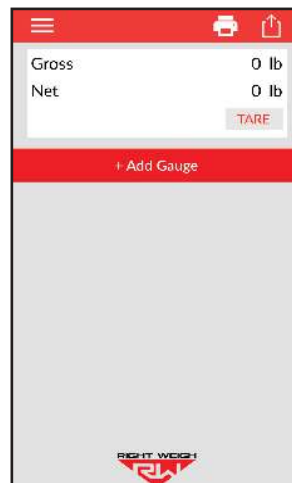 Gross 0 lb
Net 0 lb
TARE
+ Add Gauge
RIGHT WEIGH
RW